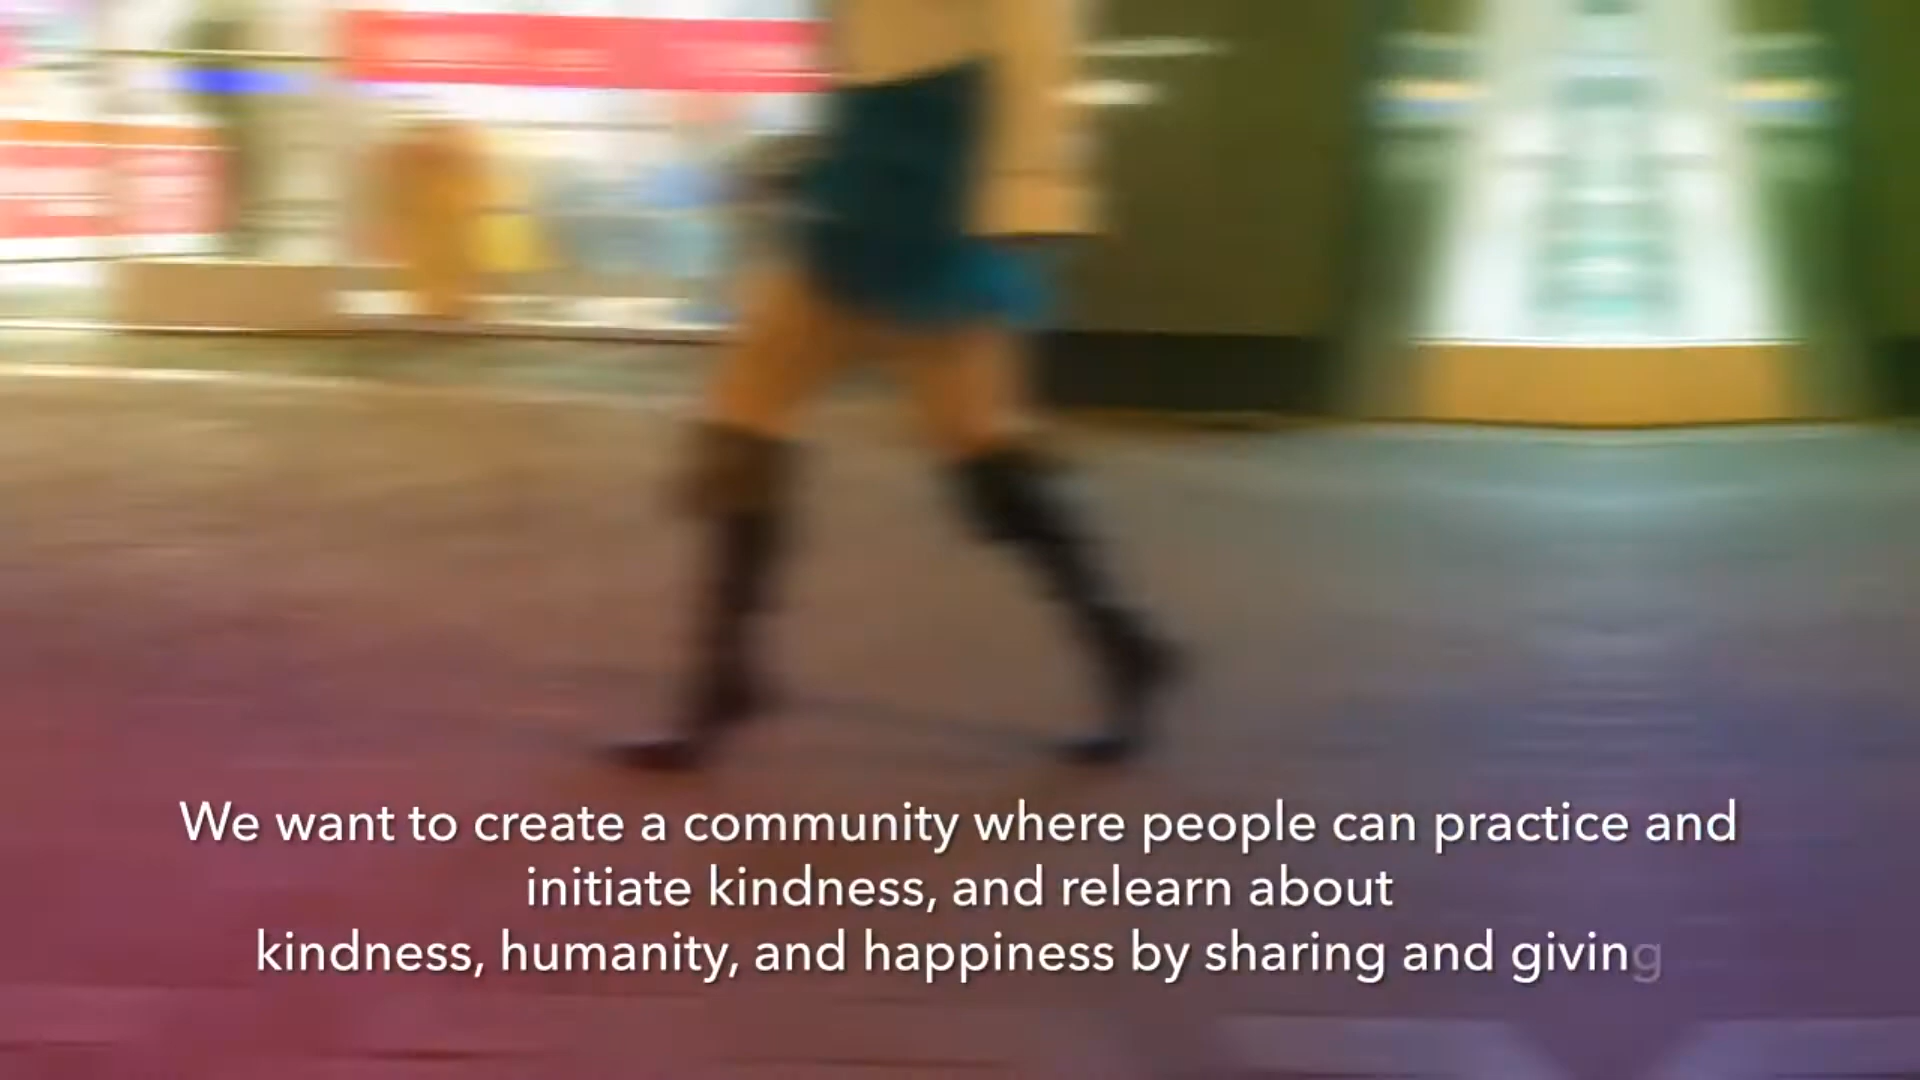 We want to create a community where people can practice and
initiate kindness, and relearn about
kindness, humanity, and happiness by sharing and giving